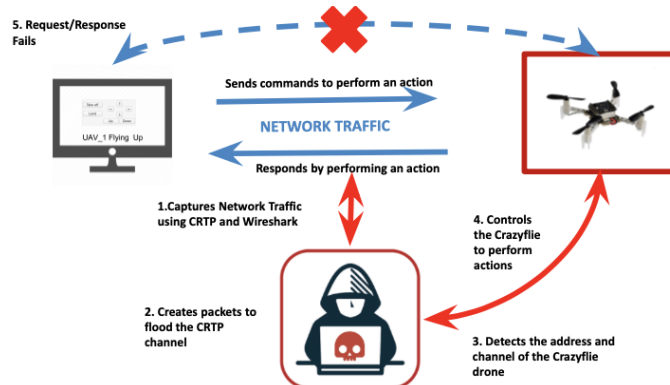 5. Request/Response
Fails
Sends commands to perform an action
NETWORK TRAFFIC
UAV_1 Flying Up
Responds by performing an action
1.Captures Network Traffic
using CRTP and Wireshark
4. Controls
the Crazyflie
to perform
actions
2. Creates packets to
flood the CRTP
channel
3. Detects the address and
channel of the Crazyflie
drone